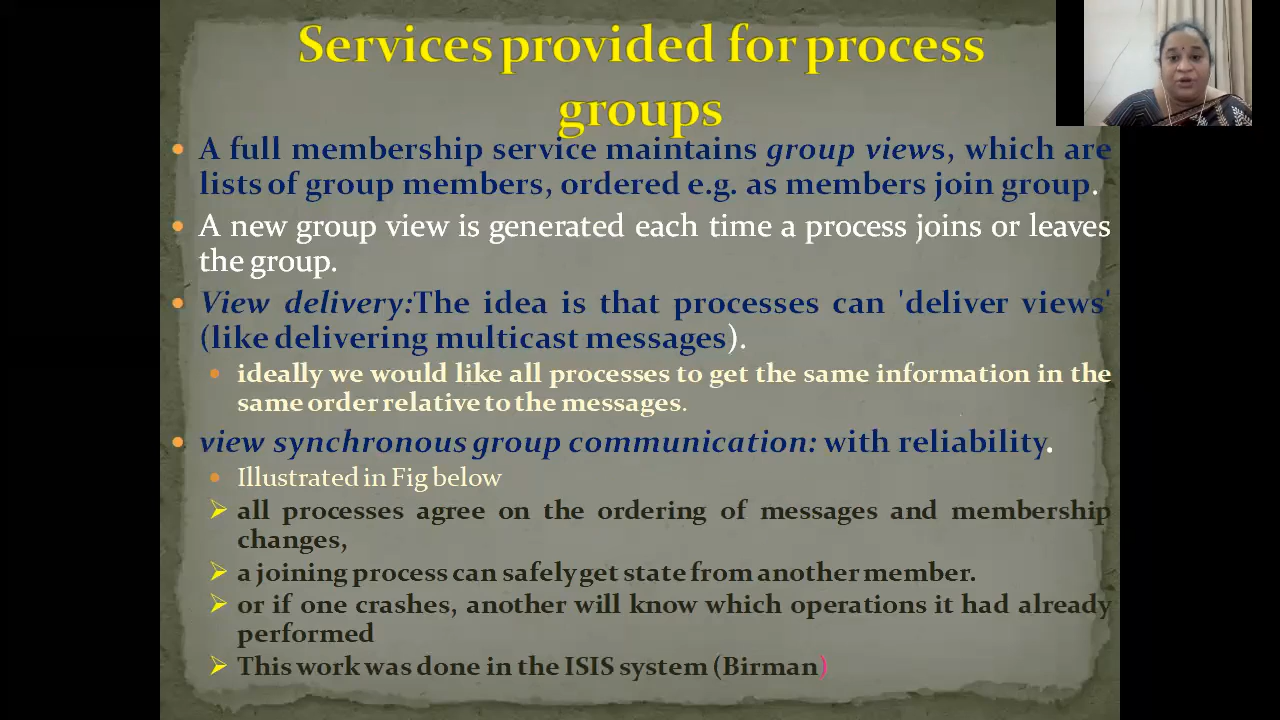 Services provided for process
groups
A full membership service maintains group views, which are
lists of group members, ordered e.g. as members join group.
A new group view is generated each time a process joins or leaves
the group.
View delivery:The idea is that processes can 'deliver views'
(like delivering multicast messages).
ideally we would like all processes to get the same information in the
same order relative to the messages.
view synchronous group communication: with reliability.
Illustrated in Fig below
all processes agree on the ordering of messages and membership
changes,
a joining process can safely get state from another member.
or if one crashes, another will know which operations it had already
performed
This work was done in the ISIS system (Birman)